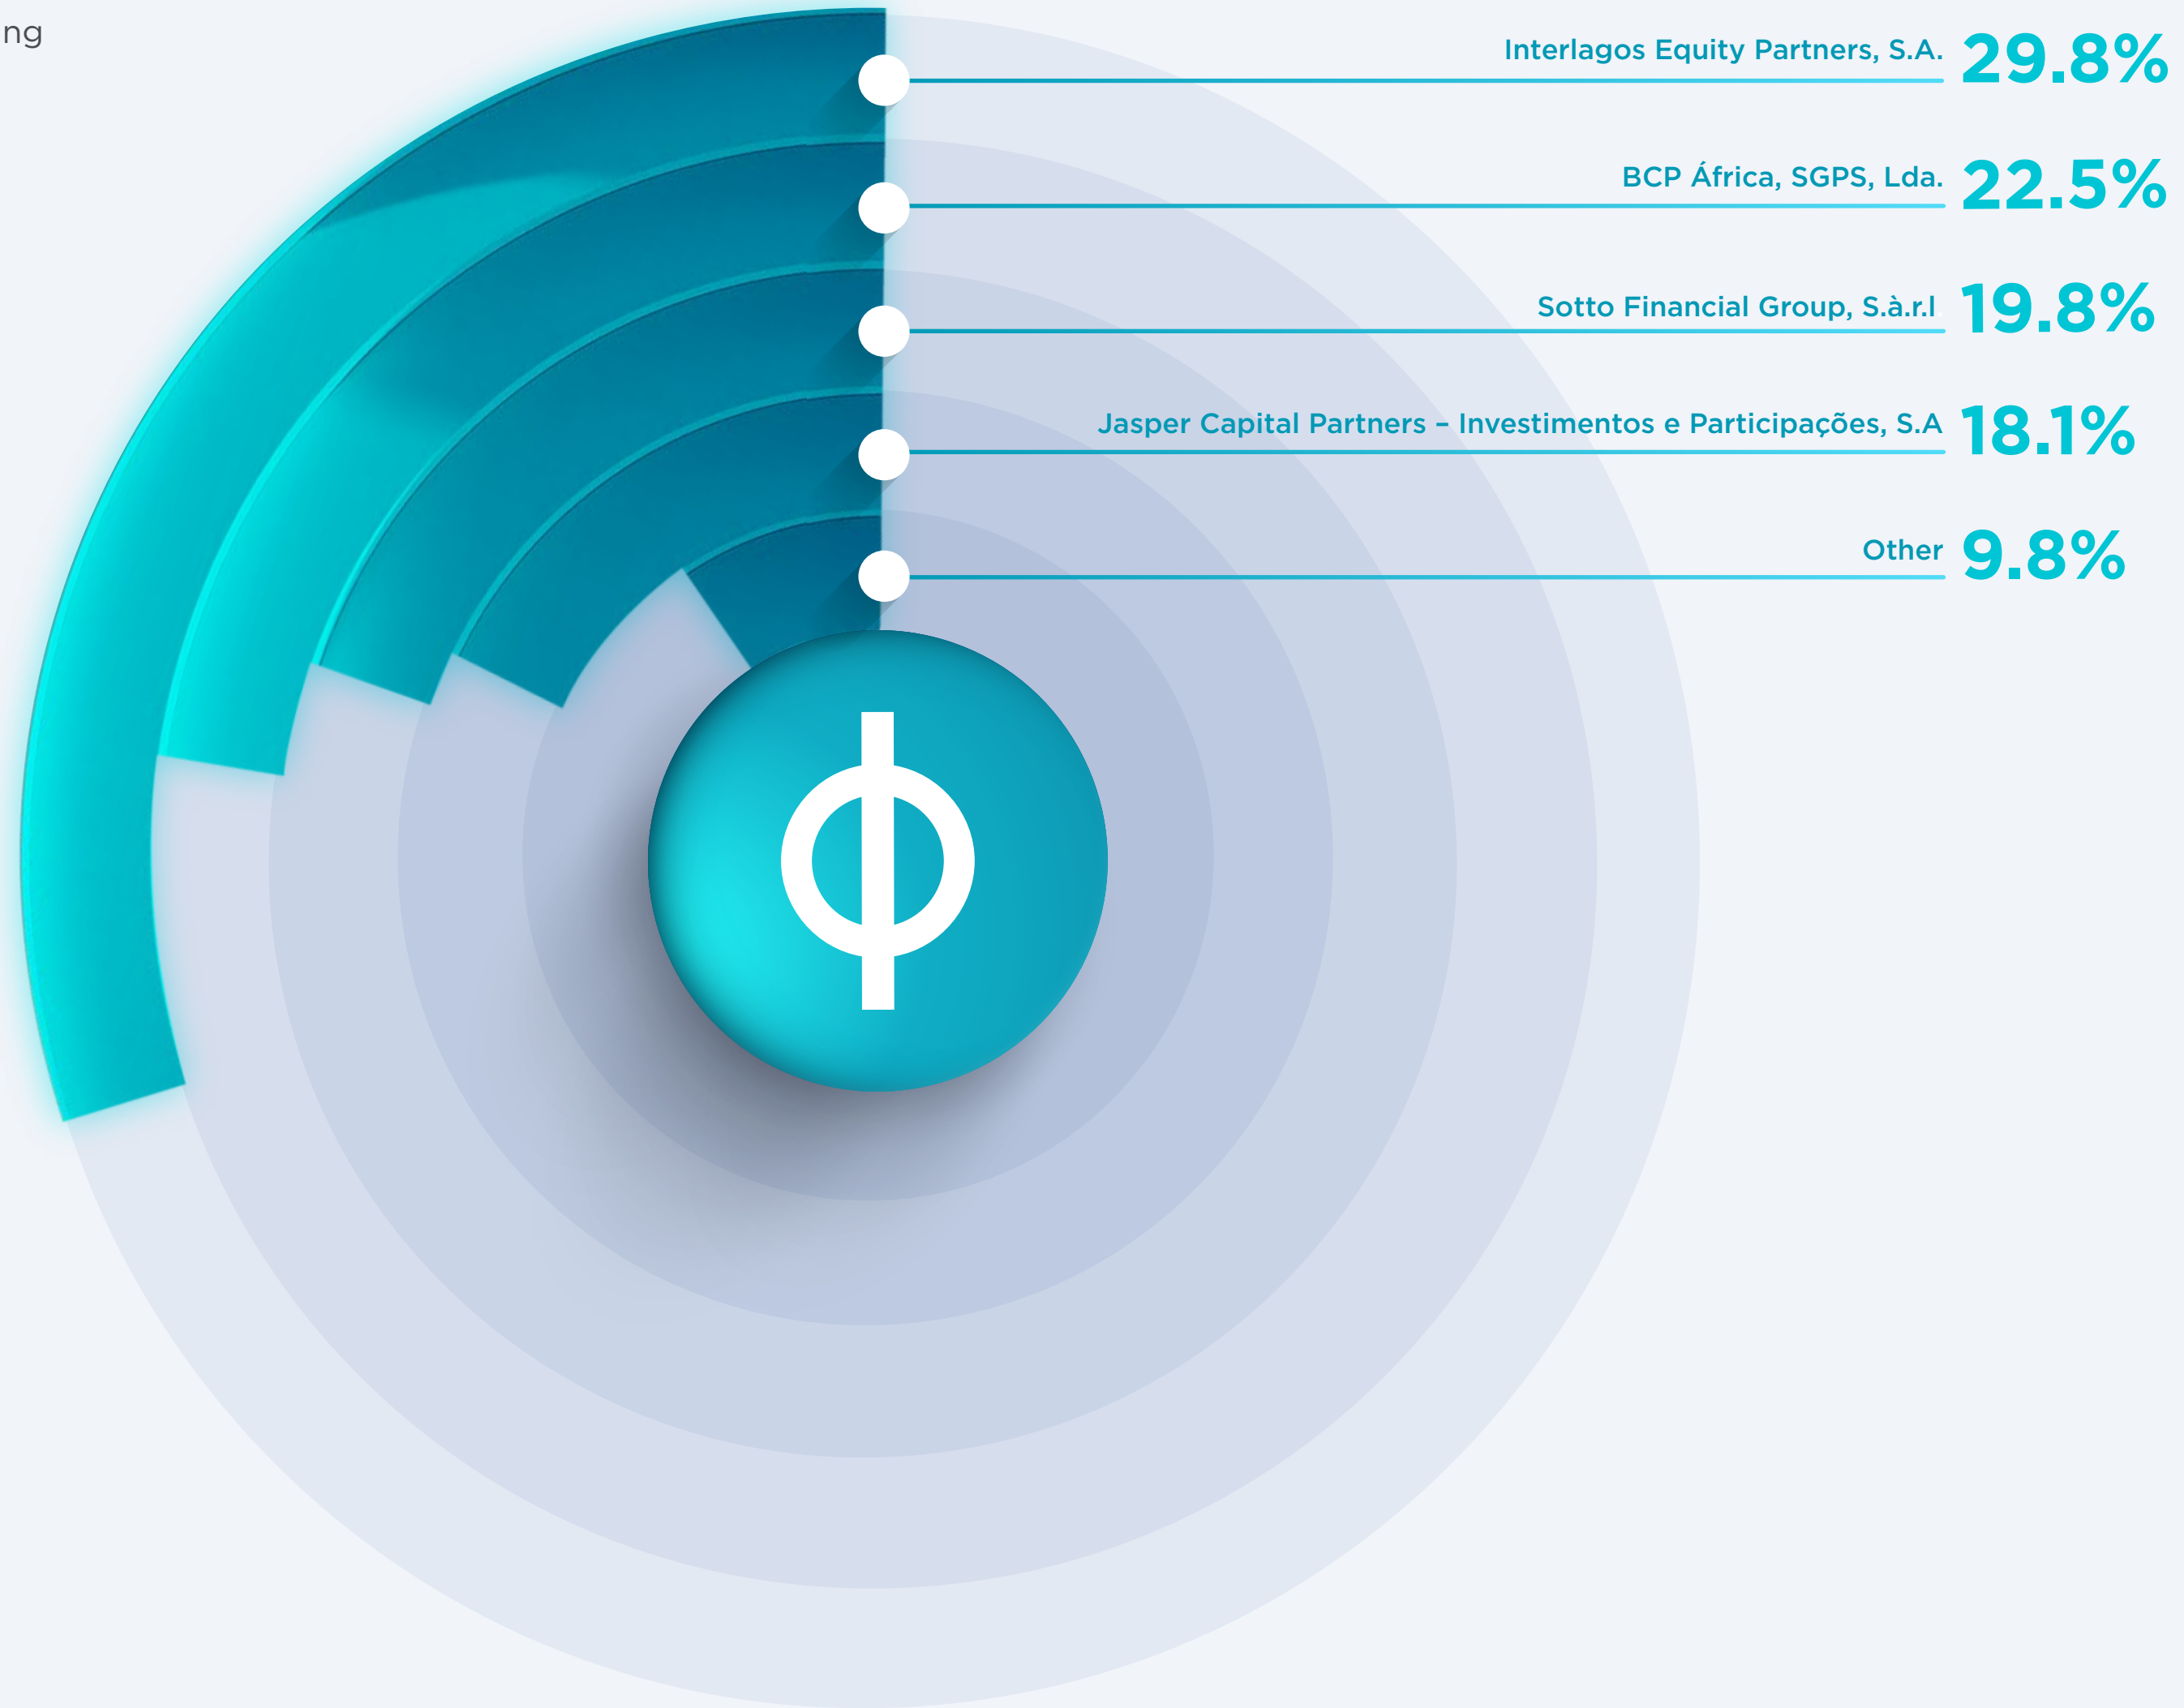 ng
Interlagos Equity Partners, S.A. 29.8%
BCP África, SGPS, Lda. 22.5%
Sotto Financial Group, S.à.r.l. 19.8%
Jasper Capital Partners – Investimentos e Participações, S.A 18.1%
Other 9.8%